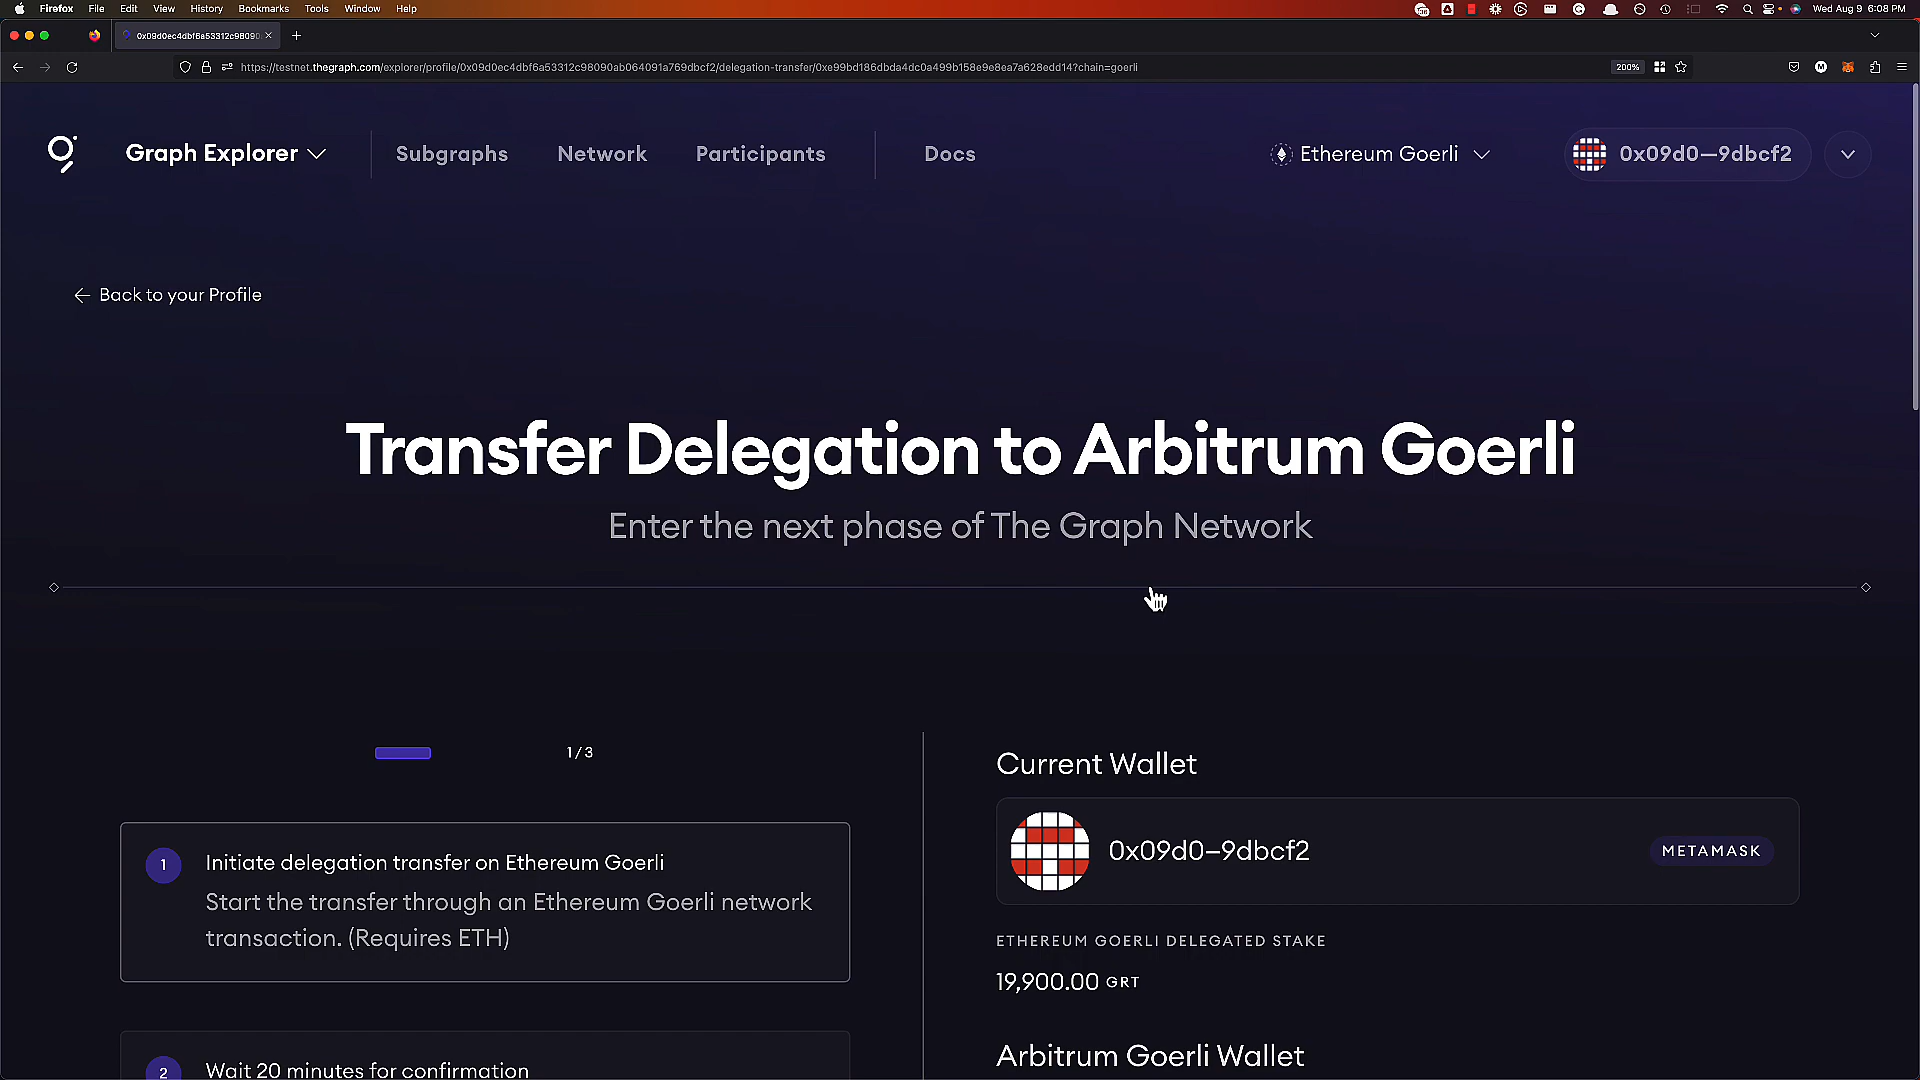 Firefox File Edit View History Bookmarks Tools Window Help
Wed Aug 9 6:08 PM
0x09d0ec4dbf6a53312c98090
https://testnet.thegraph.com/explorer/profile/0x09d0ec4dbf6a53312c98090ab064091a769dbcf2/delegation-transfer/0xe99bd186dbda4dc0a499b158e9e8ea7a628edd14?chain=goerli
200%
Graph Explorer
Subgraphs
Network
Participants
Docs
Ethereum Goerli
0x09d0—9dbcf2
Back to your Profile
Transfer Delegation to Arbitrum Goerli
Enter the next phase of The Graph Network
1/3
1
Initiate delegation transfer on Ethereum Goerli
Start the transfer through an Ethereum Goerli network
transaction. (Requires ETH)
2
Wait 20 minutes for confirmation
Current Wallet
0x09d0—9dbcf2
METAMASK
ETHEREUM GOERLI DELEGATED STAKE
19,900.00 GRT
Arbitrum Goerli Wallet